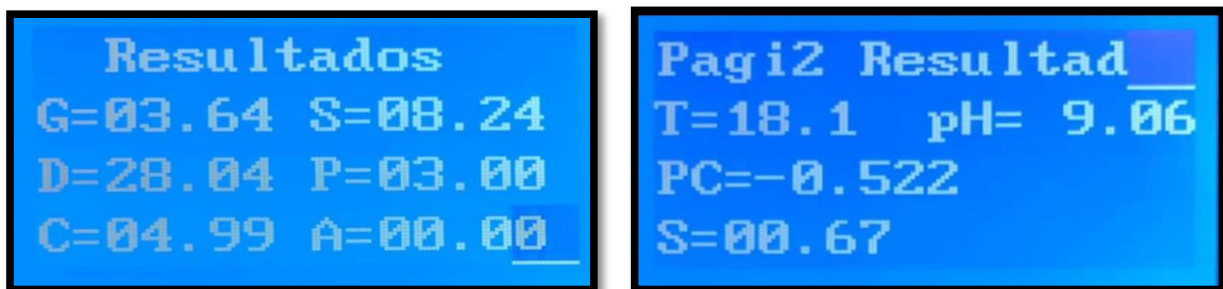 Resultados
G=03.64 S=08.24
D=28.04 P=03.00
C=04.99 A=00.00
Pagi2 Resultad
T=18.1 pH= 9.06
PC=-0.522
S=00.67